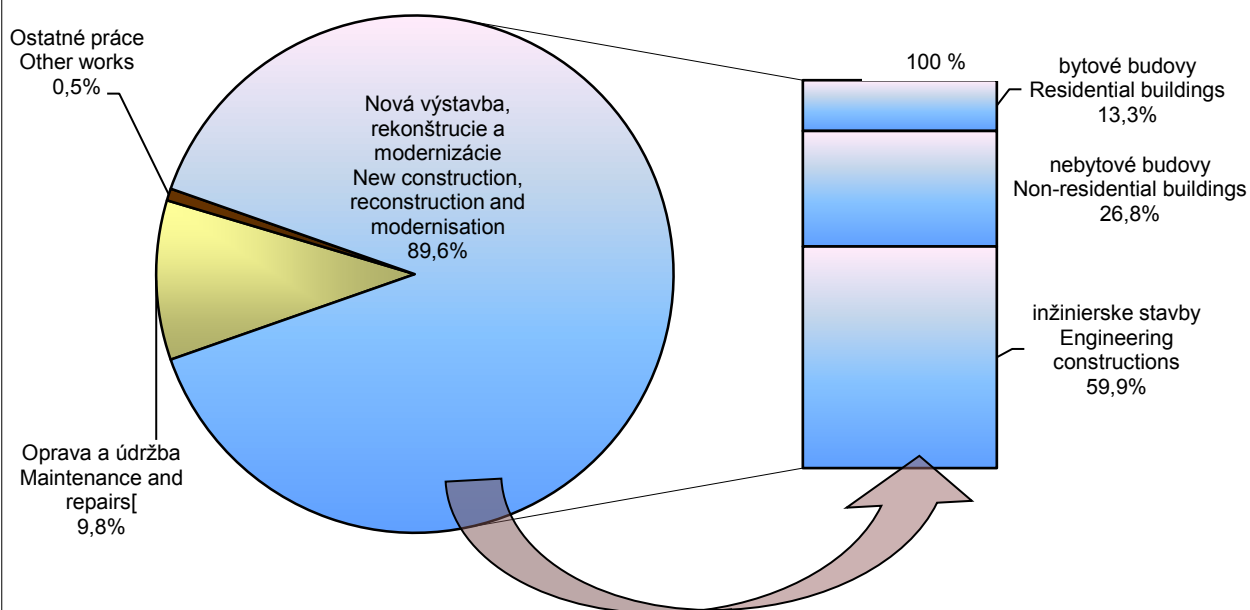 Ostatné práce
Other works
0,5%
Nová výstavba,
rekonštrucie a
modernizácie
New construction,
reconstruction and
modernisation
89,6%
Oprava a údržba
Maintenance and
repairs[
9,8%
100 %
bytové budovy
Residential buildings
13,3%
nebytové budovy
Non-residential buildings
26,8%
inžinierske stavby
Engineering
constructions
59,9%